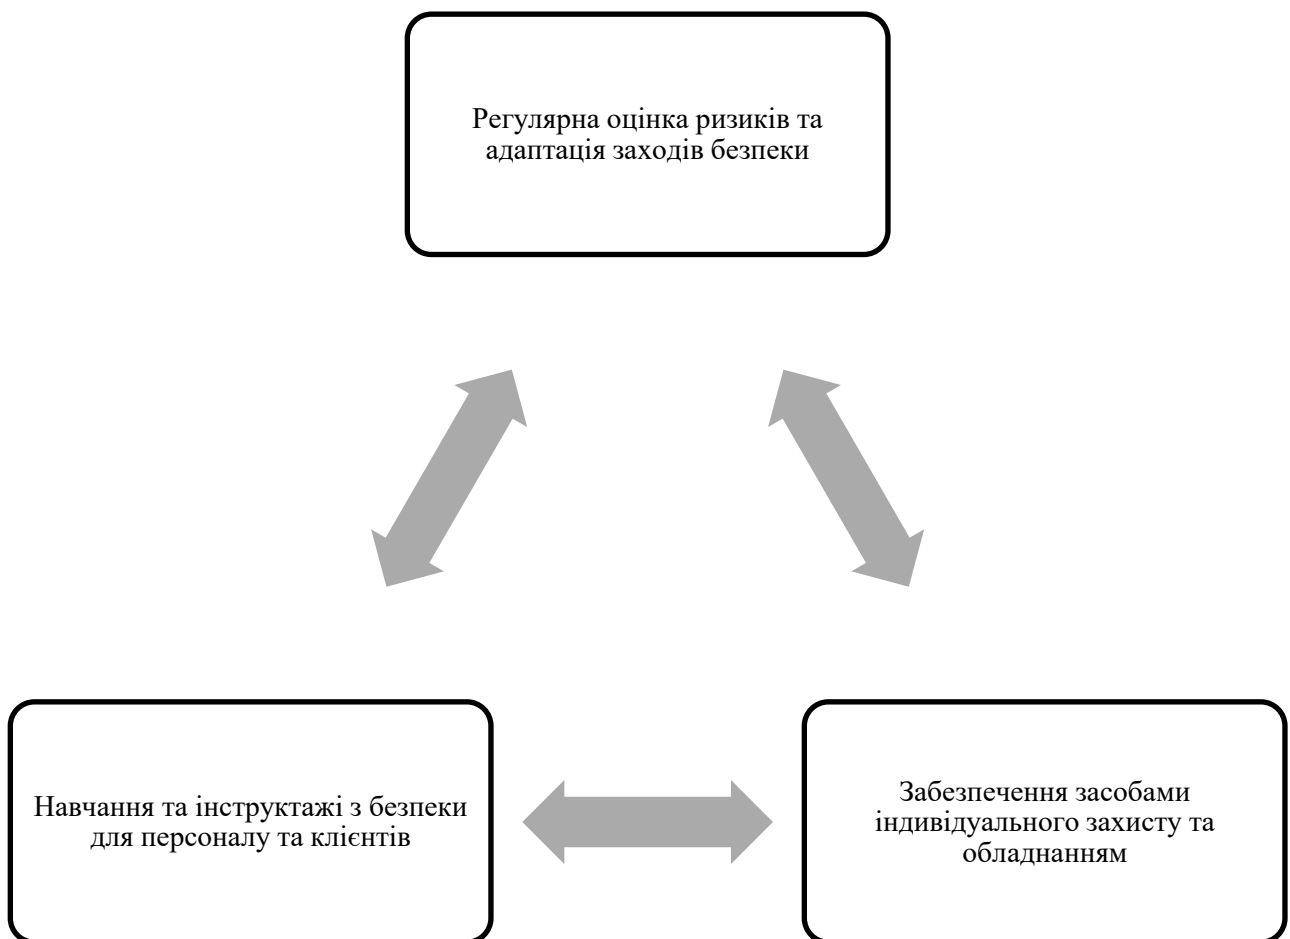 Регулярна оцінка ризиків та
адаптація заходів безпеки
Навчання та інструктажі з безпеки
для персоналу та клієнтів
Забезпечення засобами
індивідуального захисту та
обладнанням